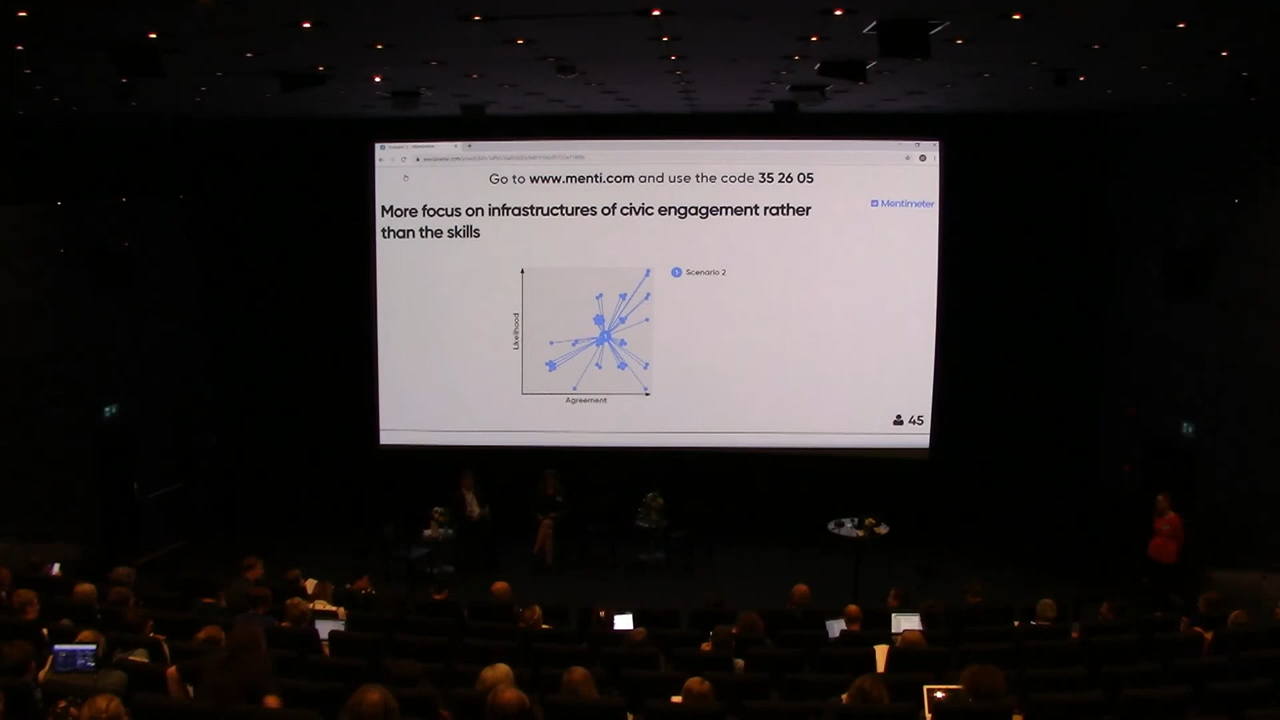 Go to www.menti.com and use the code 35 26 05
Mentimeter
More focus on infrastructures of civic engagement rather
than the skills
1 Scenario 2
Likelihood
Agreement
45